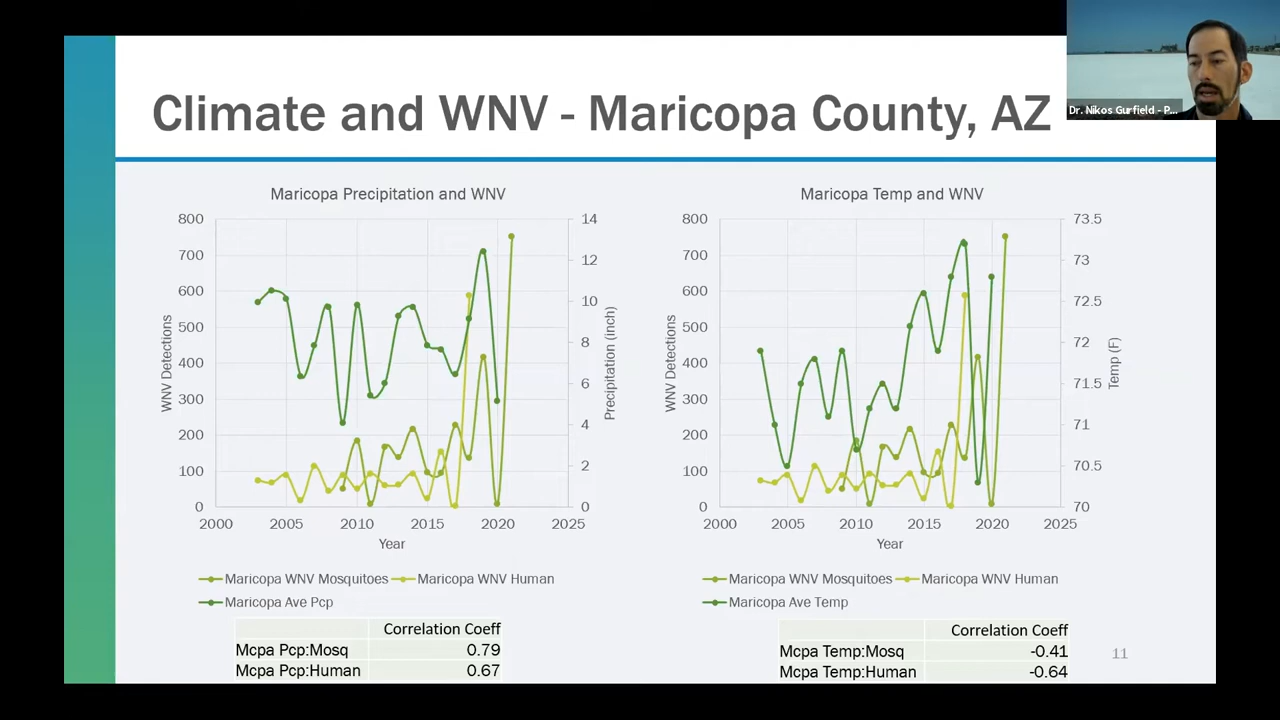 Climate and WNV - Maricopa County, AZ
Dr. Nikos Gurfield - P...
Maricopa Precipitation and WNV
800
700
600
500
400
300
200
100
0
WNV Detections
14
12
10
8
6
4
2
0
Precipitation (inch)
2000 2005 2010 2015 2020 2025
Year
Maricopa WNV Mosquitoes Maricopa WNV Human
Maricopa Ave Pcp
Correlation Coeff
Mcpa Pcp:Mosq 0.79
Mcpa Pcp:Human 0.67
Maricopa Temp and WNV
800
700
600
500
400
300
200
100
0
WNV Detections
73.5
73
72.5
72
71.5
71
70.5
70
Temp (F)
2000 2005 2010 2015 2020 2025
Year
Maricopa WNV Mosquitoes Maricopa WNV Human
Maricopa Ave Temp
Correlation Coeff
Mcpa Temp:Mosq -0.41
Mcpa Temp:Human -0.64
11